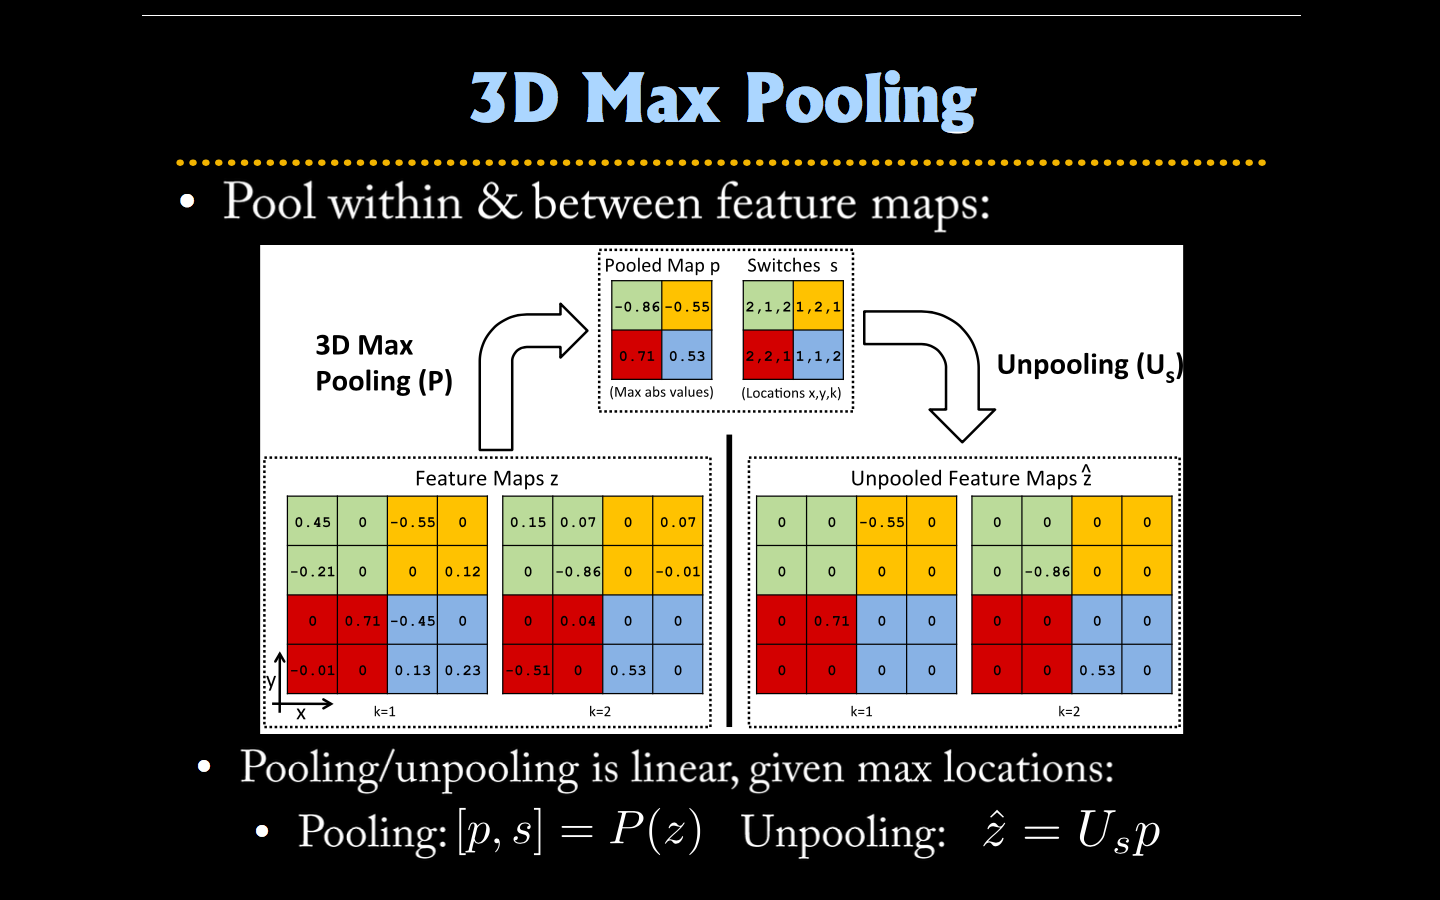 3D Max Pooling
• Pool within & between feature maps:
3D Max
Pooling (P)
Pooled Map p Switches s
-0.86 -0.55 2,1,2 1,2,1
0.71 0.53 2,2,1 1,1,2
(Max abs values) (Locations x,y,k)
Unpooling (Uₛ)
Feature Maps z
0.45 0 -0.55 0 0.15 0.07 0 0.07
-0.21 0 0 0.12 0 -0.86 0 -0.01
0 0.71 -0.45 0 0 0.04 0 0
-0.01 0 0.13 0.23 -0.51 0 0.53 0
y
x
k=1 k=2
Unpooled Feature Maps ẑ
0 0 -0.55 0 0 0 0 0
0 0 0 0 0 -0.86 0 0
0 0.71 0 0 0 0 0 0
0 0 0 0 0 0 0.53 0
k=1 k=2
• Pooling/unpooling is linear, given max locations:
• Pooling: [p, s] = P(z) Unpooling: ẑ = Uₛp